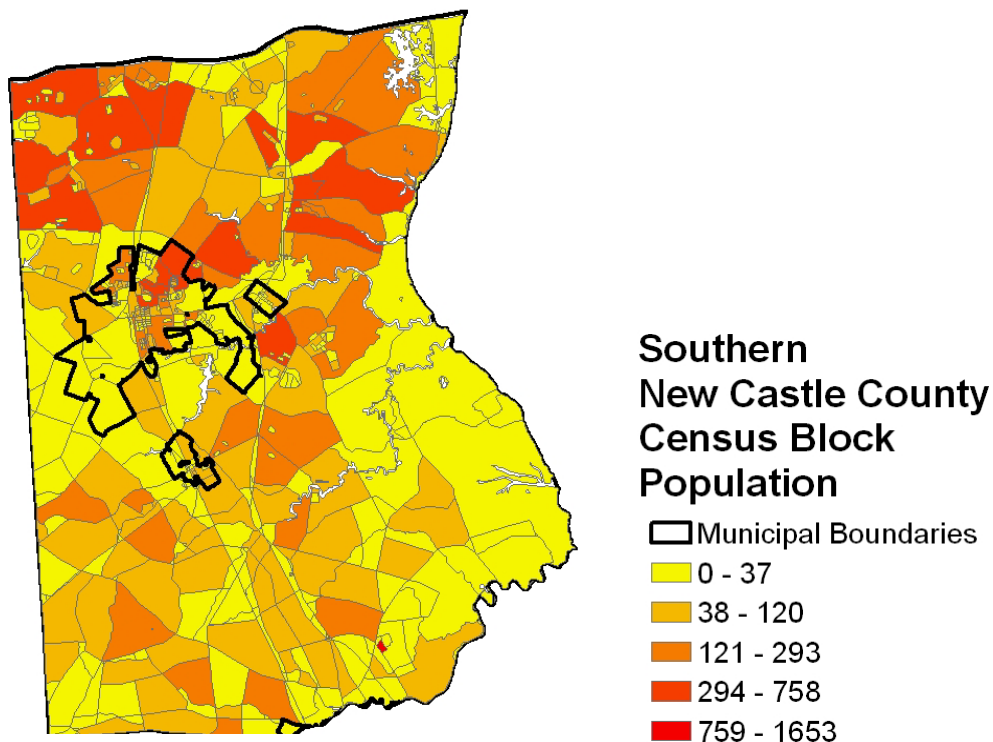 Southern
New Castle County
Census Block
Population
Municipal Boundaries
0 - 37
38 - 120
121 - 293
294 - 758
759 - 1653